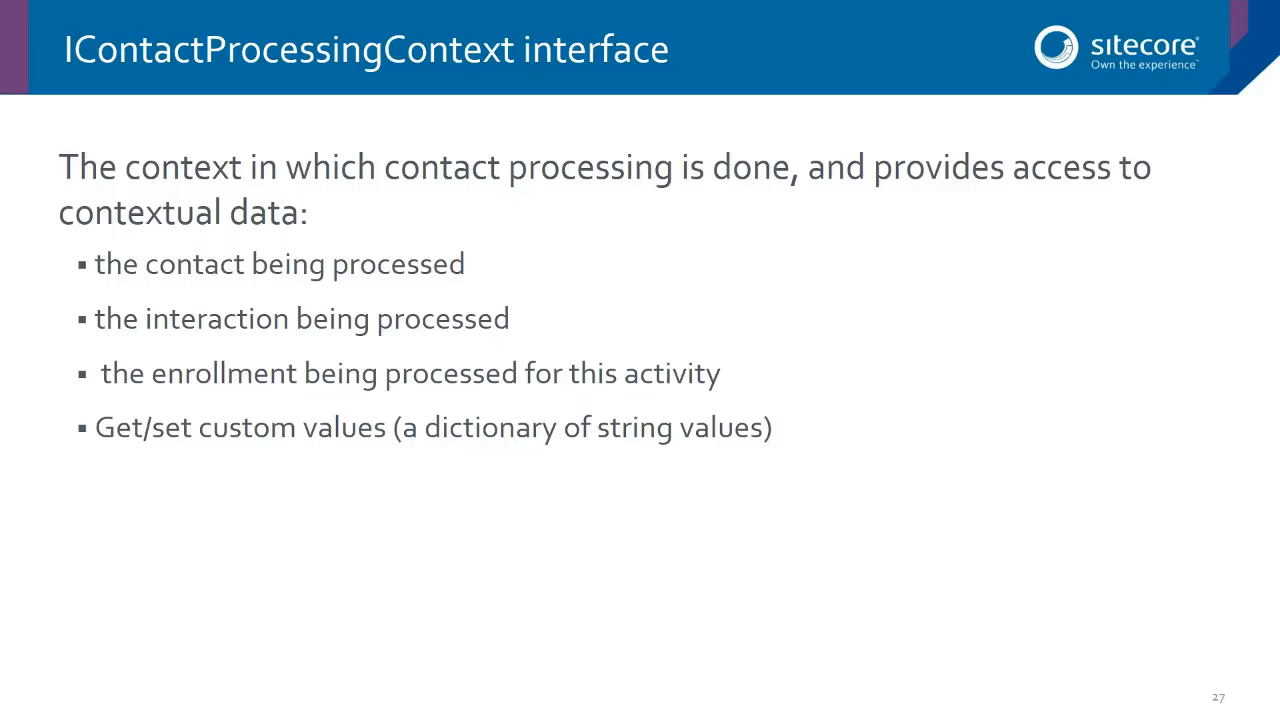 IContactProcessingContext interface
sitecore®
Own the experience™
The context in which contact processing is done, and provides access to
contextual data:
▪ the contact being processed
▪ the interaction being processed
▪ the enrollment being processed for this activity
▪ Get/set custom values (a dictionary of string values)
27